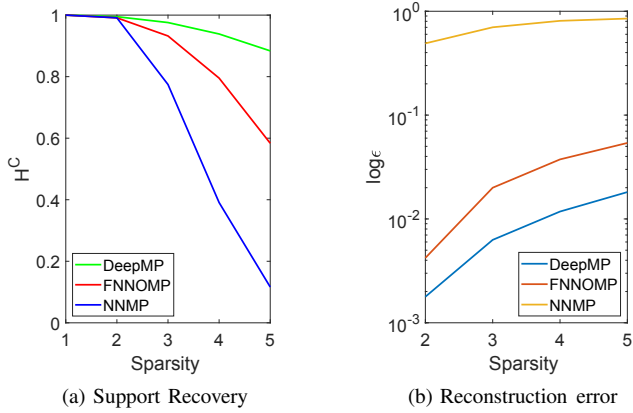 1
0.8
0.6
0.4
0.2
0
H^C
DeepMP
FNNOMP
NNMP
1 2 3 4 5
Sparsity
(a) Support Recovery
10^0
10^-1
10^-2
10^-3
logϵ
DeepMP
FNNOMP
NNMP
2 3 4 5
Sparsity
(b) Reconstruction error